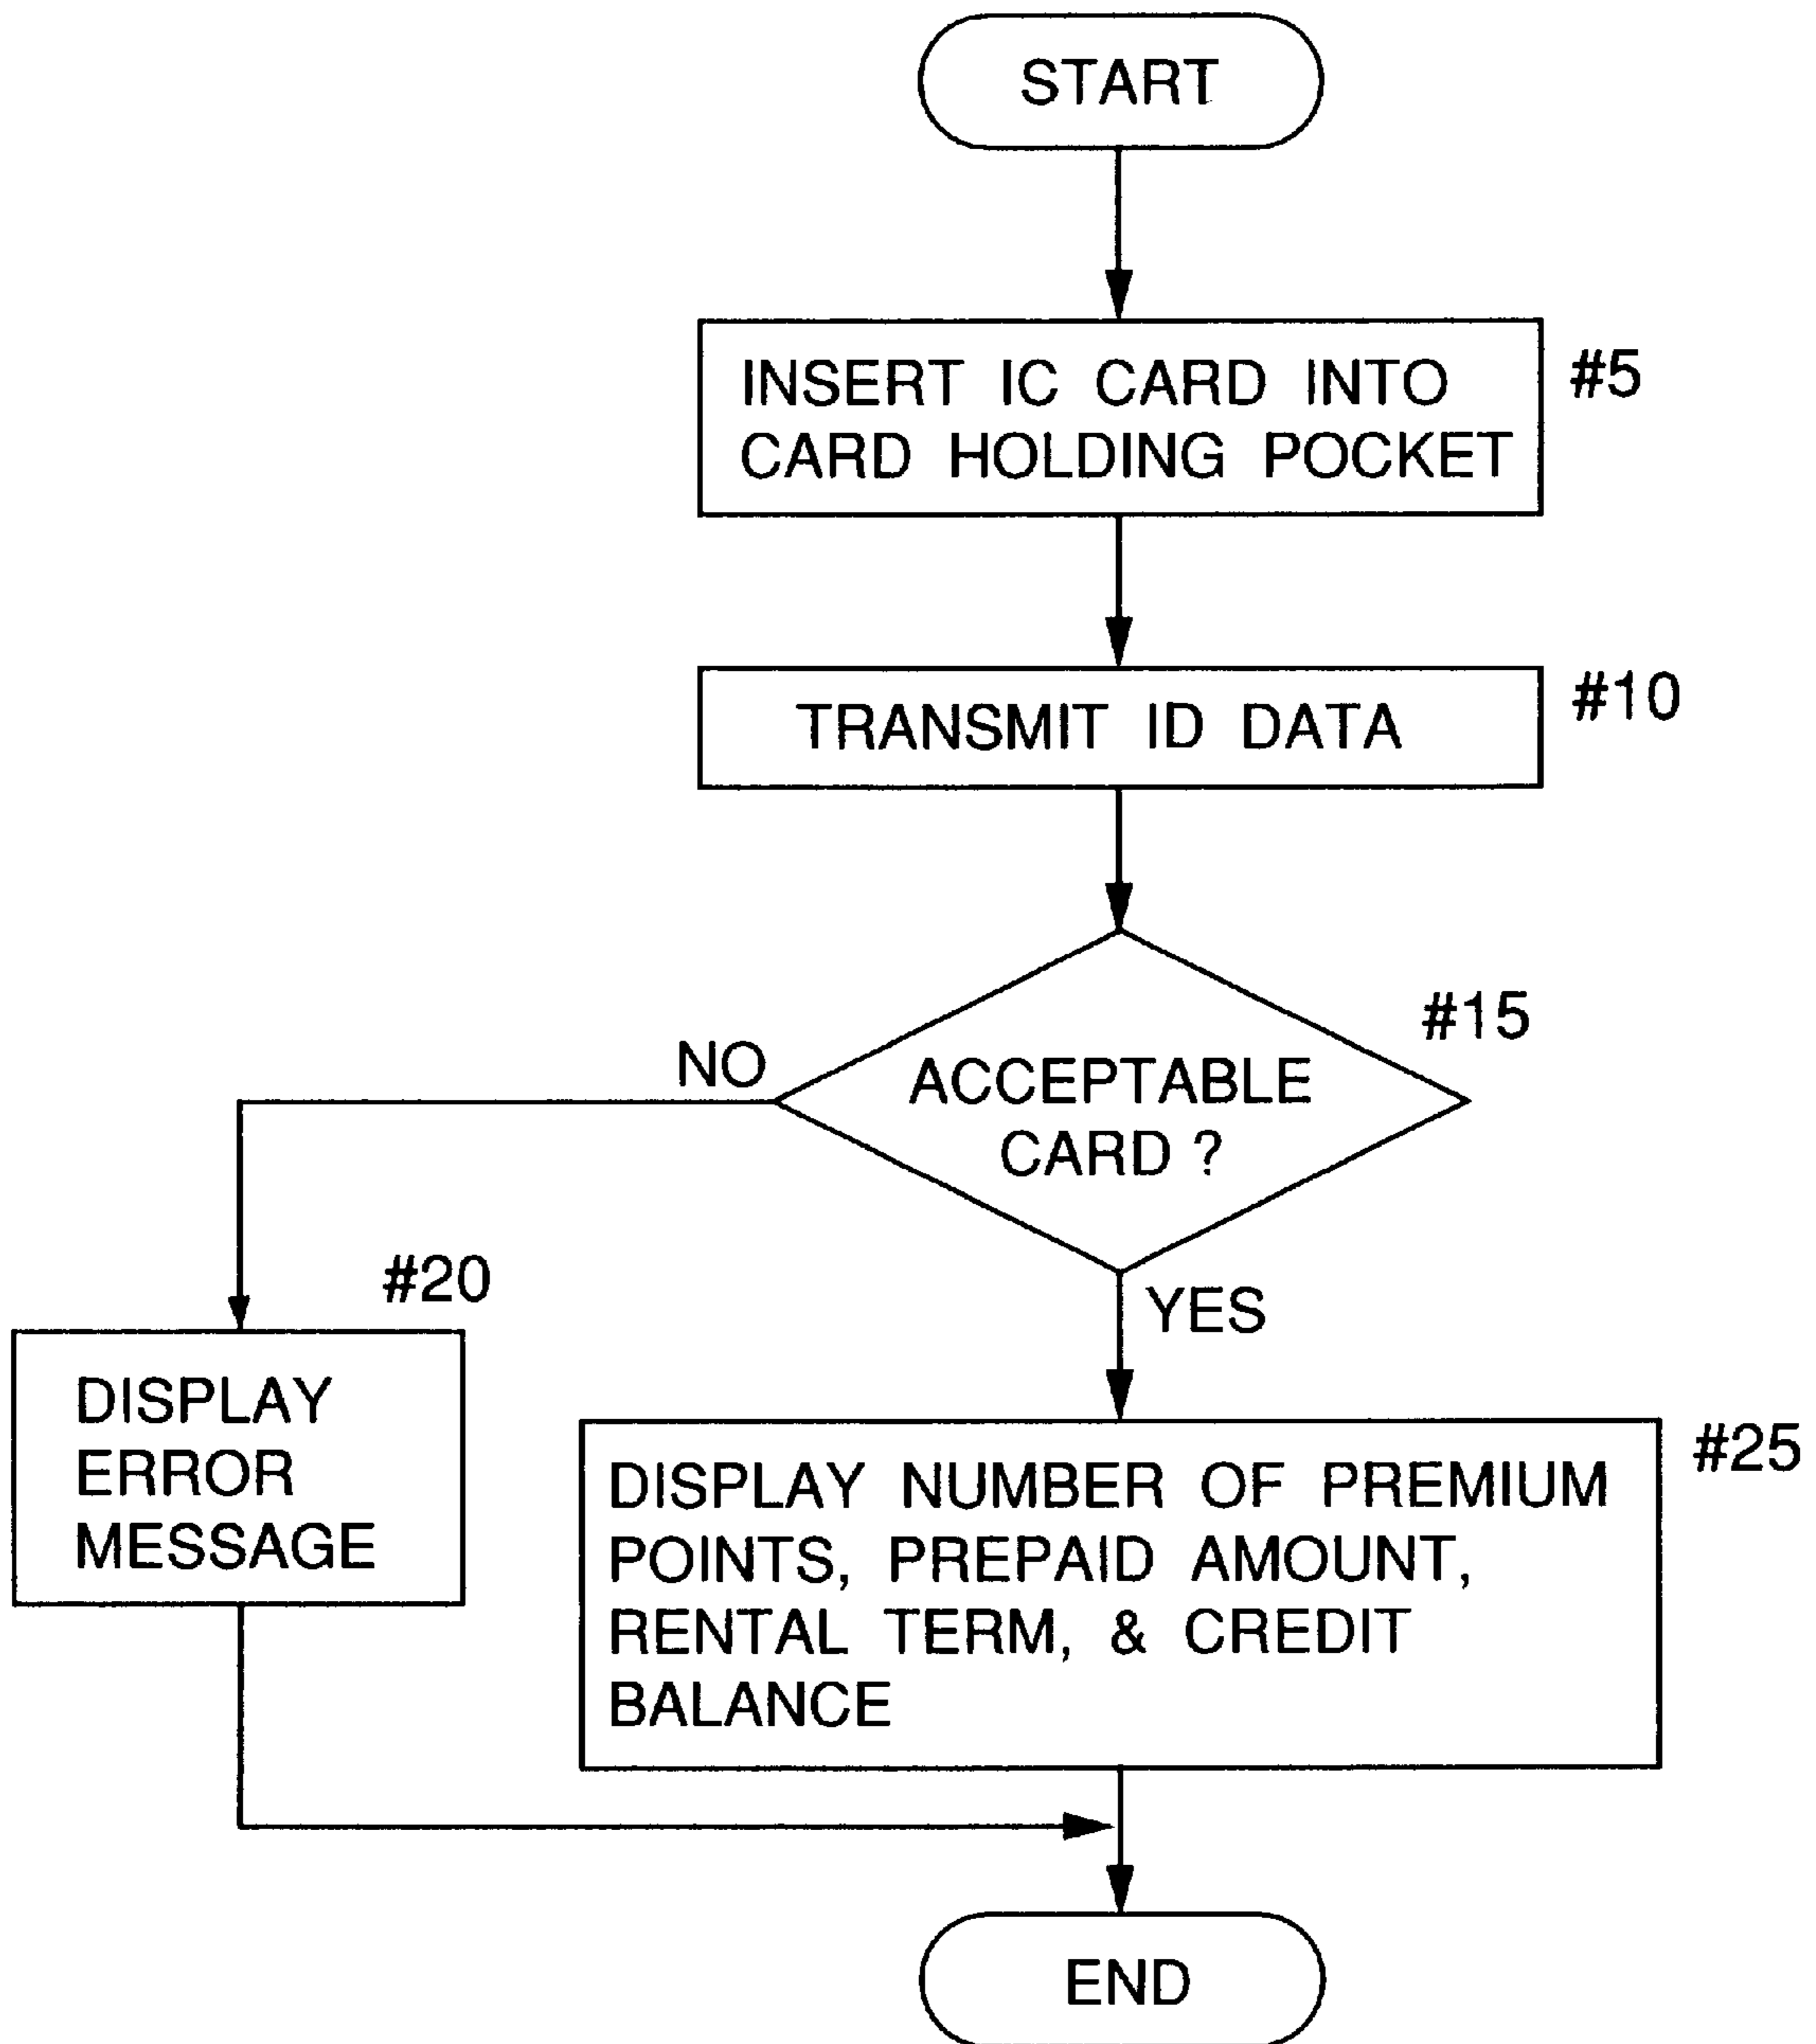 START
INSERT IC CARD INTO
CARD HOLDING POCKET
#5
TRANSMIT ID DATA
#10
#15
NO
ACCEPTABLE
CARD ?
YES
#20
DISPLAY
ERROR
MESSAGE
#25
DISPLAY NUMBER OF PREMIUM
POINTS, PREPAID AMOUNT,
RENTAL TERM, & CREDIT
BALANCE
END